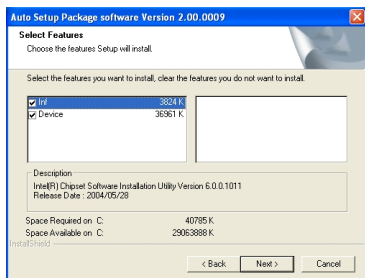 Auto Setup Package software Version 2.00.0009
Select Features
Choose the features Setup will install.
Select the features you want to install, clear the features you do not want to install.
Inf 3824 K
Device 36961 K
Description
Intel(R) Chipset Software Installation Utility Version 6.0.0.1011
Release Date : 2004/05/28
Space Required on C: 40785 K
Space Available on C: 29063888 K
InstallShield
< Back Next > Cancel